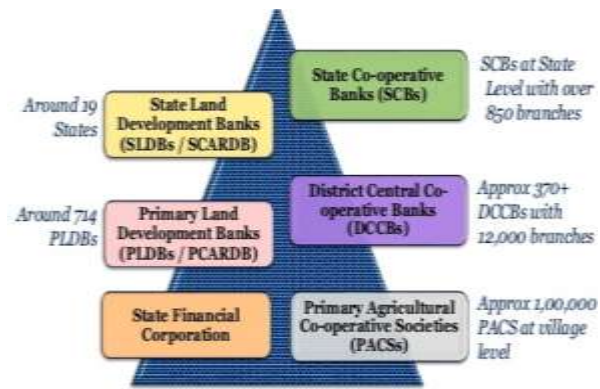 State Co-operative
Banks (SCBs)
SCBs at State
Level with over
850 branches
Around 19
States
State Land
Development Banks
(SLDBs / SCARDB)
District Central Co-
operative Banks
(DCCBs)
Approx 370+
DCCBs with
12,000 branches
Around 714
PLDBs
Primary Land
Development Banks
(PLDBs / PCARDB)
State Financial
Corporation
Primary Agricultural
Co-operative Societies
(PACSs)
Approx 1,00,000
PACS at village
level